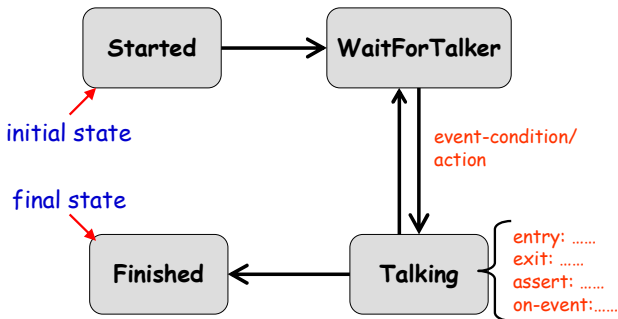 Started
WaitForTalker
initial state
event-condition/
action
final state
Finished
Talking
entry: ......
exit: ......
assert: ......
on-event:......